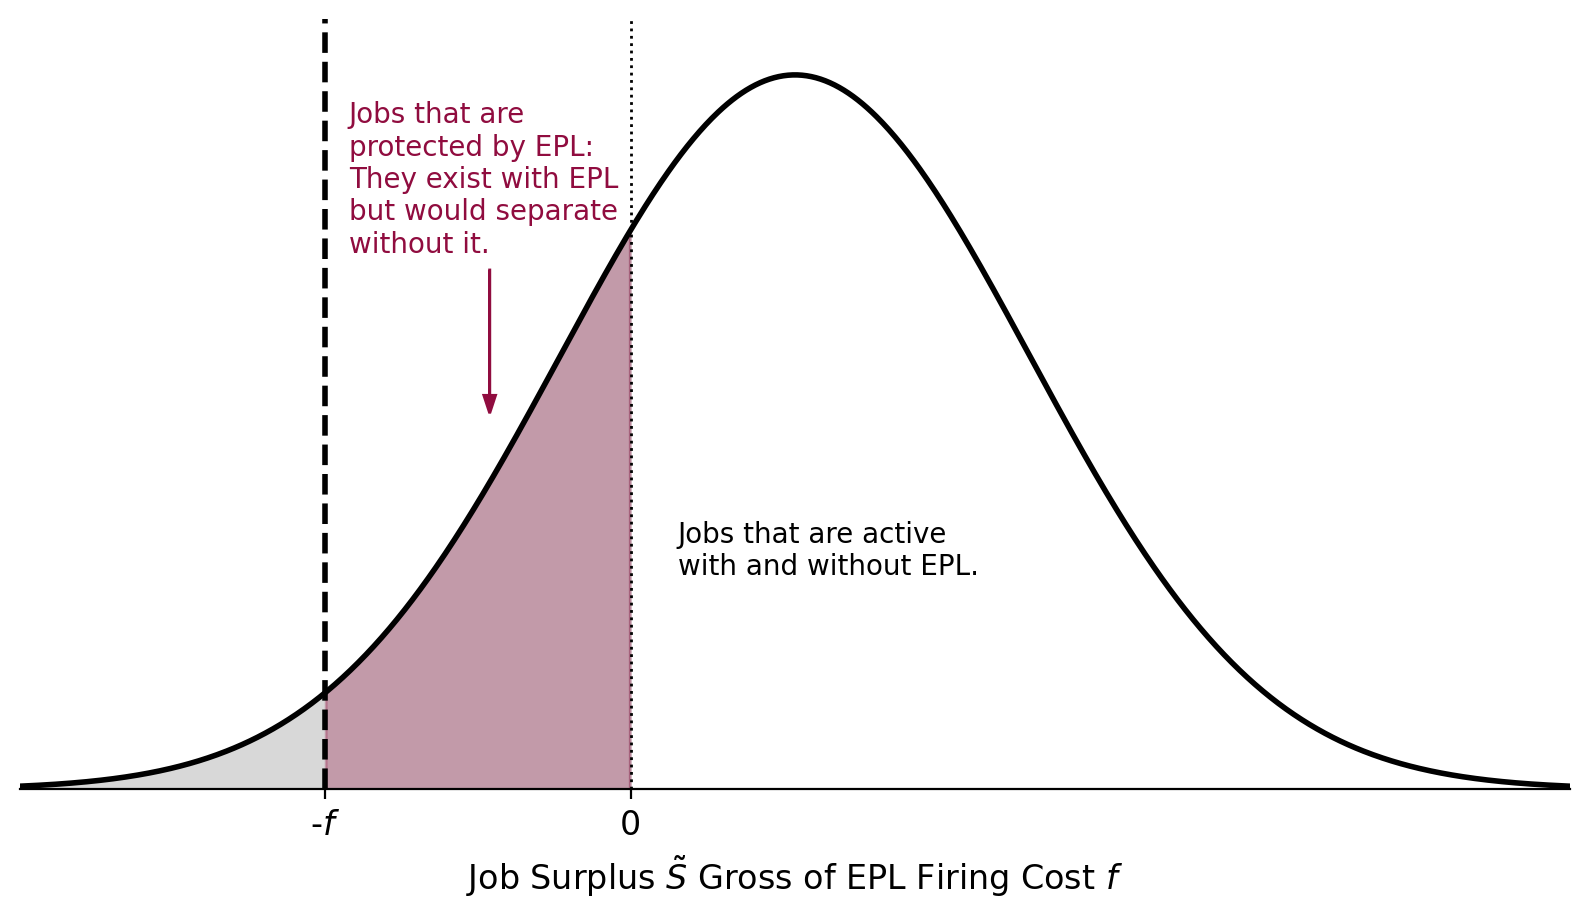 Jobs that are
protected by EPL:
They exist with EPL
but would separate
without it.
Jobs that are active
with and without EPL.
-f
0
Job Surplus S̃ Gross of EPL Firing Cost f